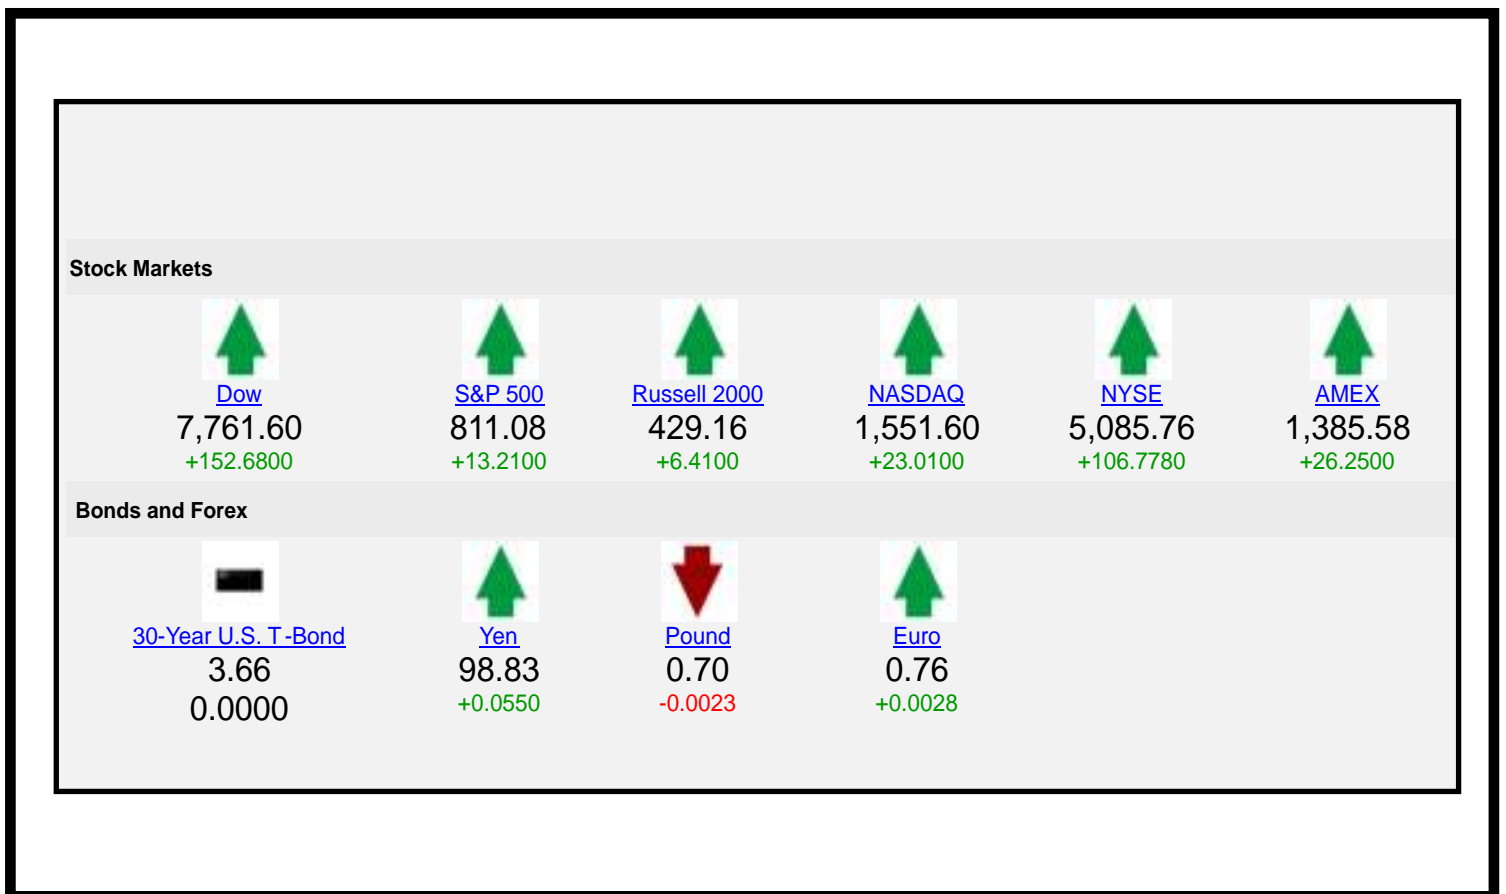 Stock Markets
Dow S&P 500 Russell 2000 NASDAQ NYSE AMEX
7,761.60 811.08 429.16 1,551.60 5,085.76 1,385.58
+152.6800 +13.2100 +6.4100 +23.0100 +106.7780 +26.2500
Bonds and Forex
30-Year U.S. T-Bond Yen Pound Euro
3.66 98.83 0.70 0.76
0.0000 +0.0550 -0.0023 +0.0028